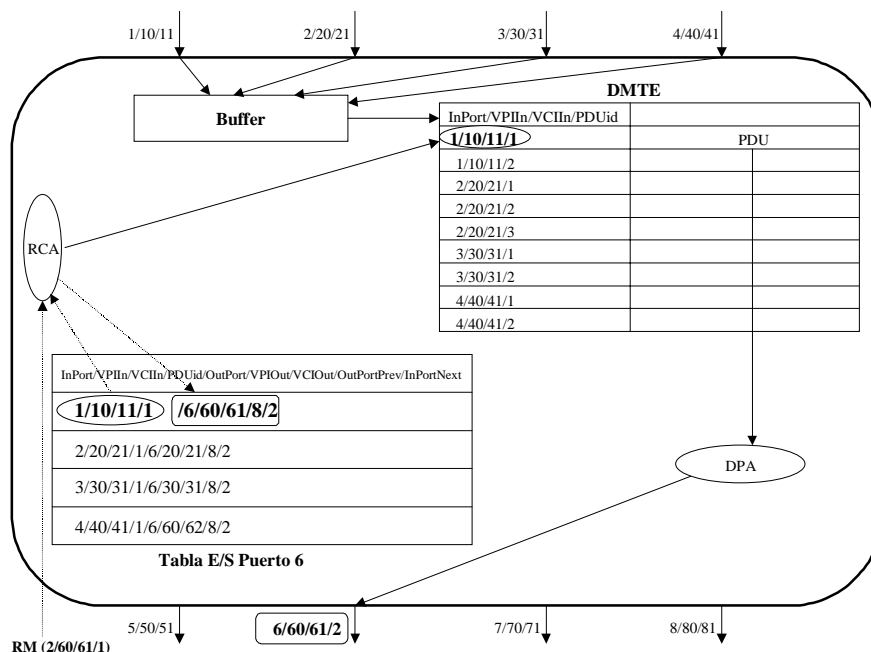 1/10/11
2/20/21
3/30/31
4/40/41
Buffer
DMTE
InPort/VPIIn/VCIIn/PDUid
1/10/11/1
PDU
1/10/11/2
2/20/21/1
2/20/21/2
2/20/21/3
3/30/31/1
3/30/31/2
4/40/41/1
4/40/41/2
RCA
InPort/VPIIn/VCIIn/PDUid/OutPort/VPIOut/VCIOut/OutPortPrev/InPortNext
1/10/11/1 /6/60/61/8/2
2/20/21/1/6/20/21/8/2
3/30/31/1/6/30/31/8/2
4/40/41/1/6/60/62/8/2
Tabla E/S Puerto 6
DPA
5/50/51
6/60/61/2
7/70/71
8/80/81
RM (2/60/61/1)